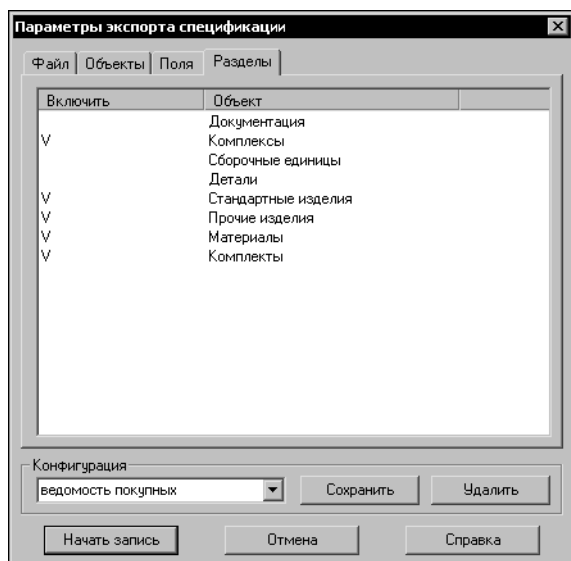 Параметры экспорта спецификации
Файл Объекты Поля Разделы
Включить Объект
Документация
V Комплексы
Сборочные единицы
Детали
V Стандартные изделия
V Прочие изделия
V Материалы
V Комплекты
Конфигурация
ведомость покупных Сохранить Удалить
Начать запись Отмена Справка